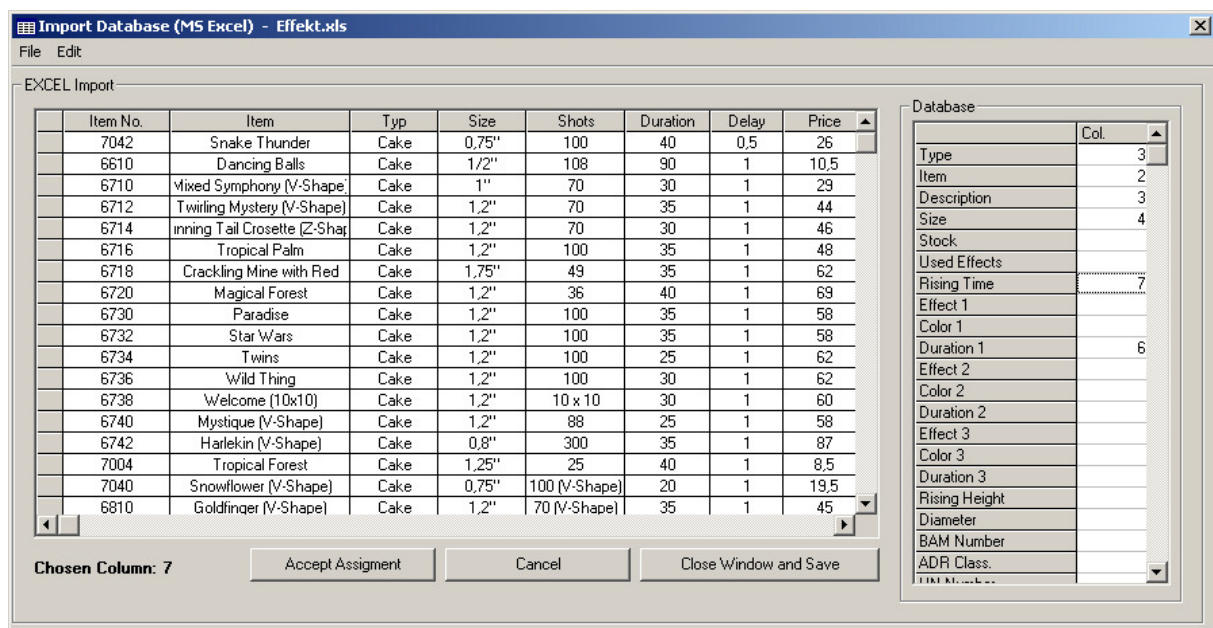 Import Database (MS Excel) - Effekt.xls
File Edit
EXCEL Import
Item No. Item Typ Size Shots Duration Delay Price
7042 Snake Thunder Cake 0,75" 100 40 0,5 26
6610 Dancing Balls Cake 1/2" 108 90 1 10,5
6710 Mixed Symphony (V-Shape) Cake 1" 70 30 1 29
6712 Twirling Mystery (V-Shape) Cake 1,2" 70 35 1 44
6714 nning Tail Crosette (Z-Shap Cake 1,2" 70 30 1 46
6716 Tropical Palm Cake 1,2" 100 35 1 48
6718 Crackling Mine with Red Cake 1,75" 49 35 1 62
6720 Magical Forest Cake 1,2" 36 40 1 69
6730 Paradise Cake 1,2" 100 35 1 58
6732 Star Wars Cake 1,2" 100 35 1 58
6734 Twins Cake 1,2" 100 25 1 62
6736 Wild Thing Cake 1,2" 100 30 1 62
6738 Welcome (10x10) Cake 1,2" 10 x 10 30 1 60
6740 Mystique (V-Shape) Cake 1,2" 88 25 1 58
6742 Harlekin (V-Shape) Cake 0,8" 300 35 1 87
7004 Tropical Forest Cake 1,25" 25 40 1 8,5
7040 Snowflower (V-Shape) Cake 0,75" 100 (V-Shape) 20 1 19,5
6810 Goldfinger (V-Shape) Cake 1,2" 70 (V-Shape) 35 1 45
Chosen Column: 7
Accept Assigment
Cancel
Close Window and Save
Database
Col.
Type 3
Item 2
Description 3
Size 4
Stock
Used Effects
Rising Time 7
Effect 1
Color 1
Duration 1 6
Effect 2
Color 2
Duration 2
Effect 3
Color 3
Duration 3
Rising Height
Diameter
BAM Number
ADR Class.
UN Number